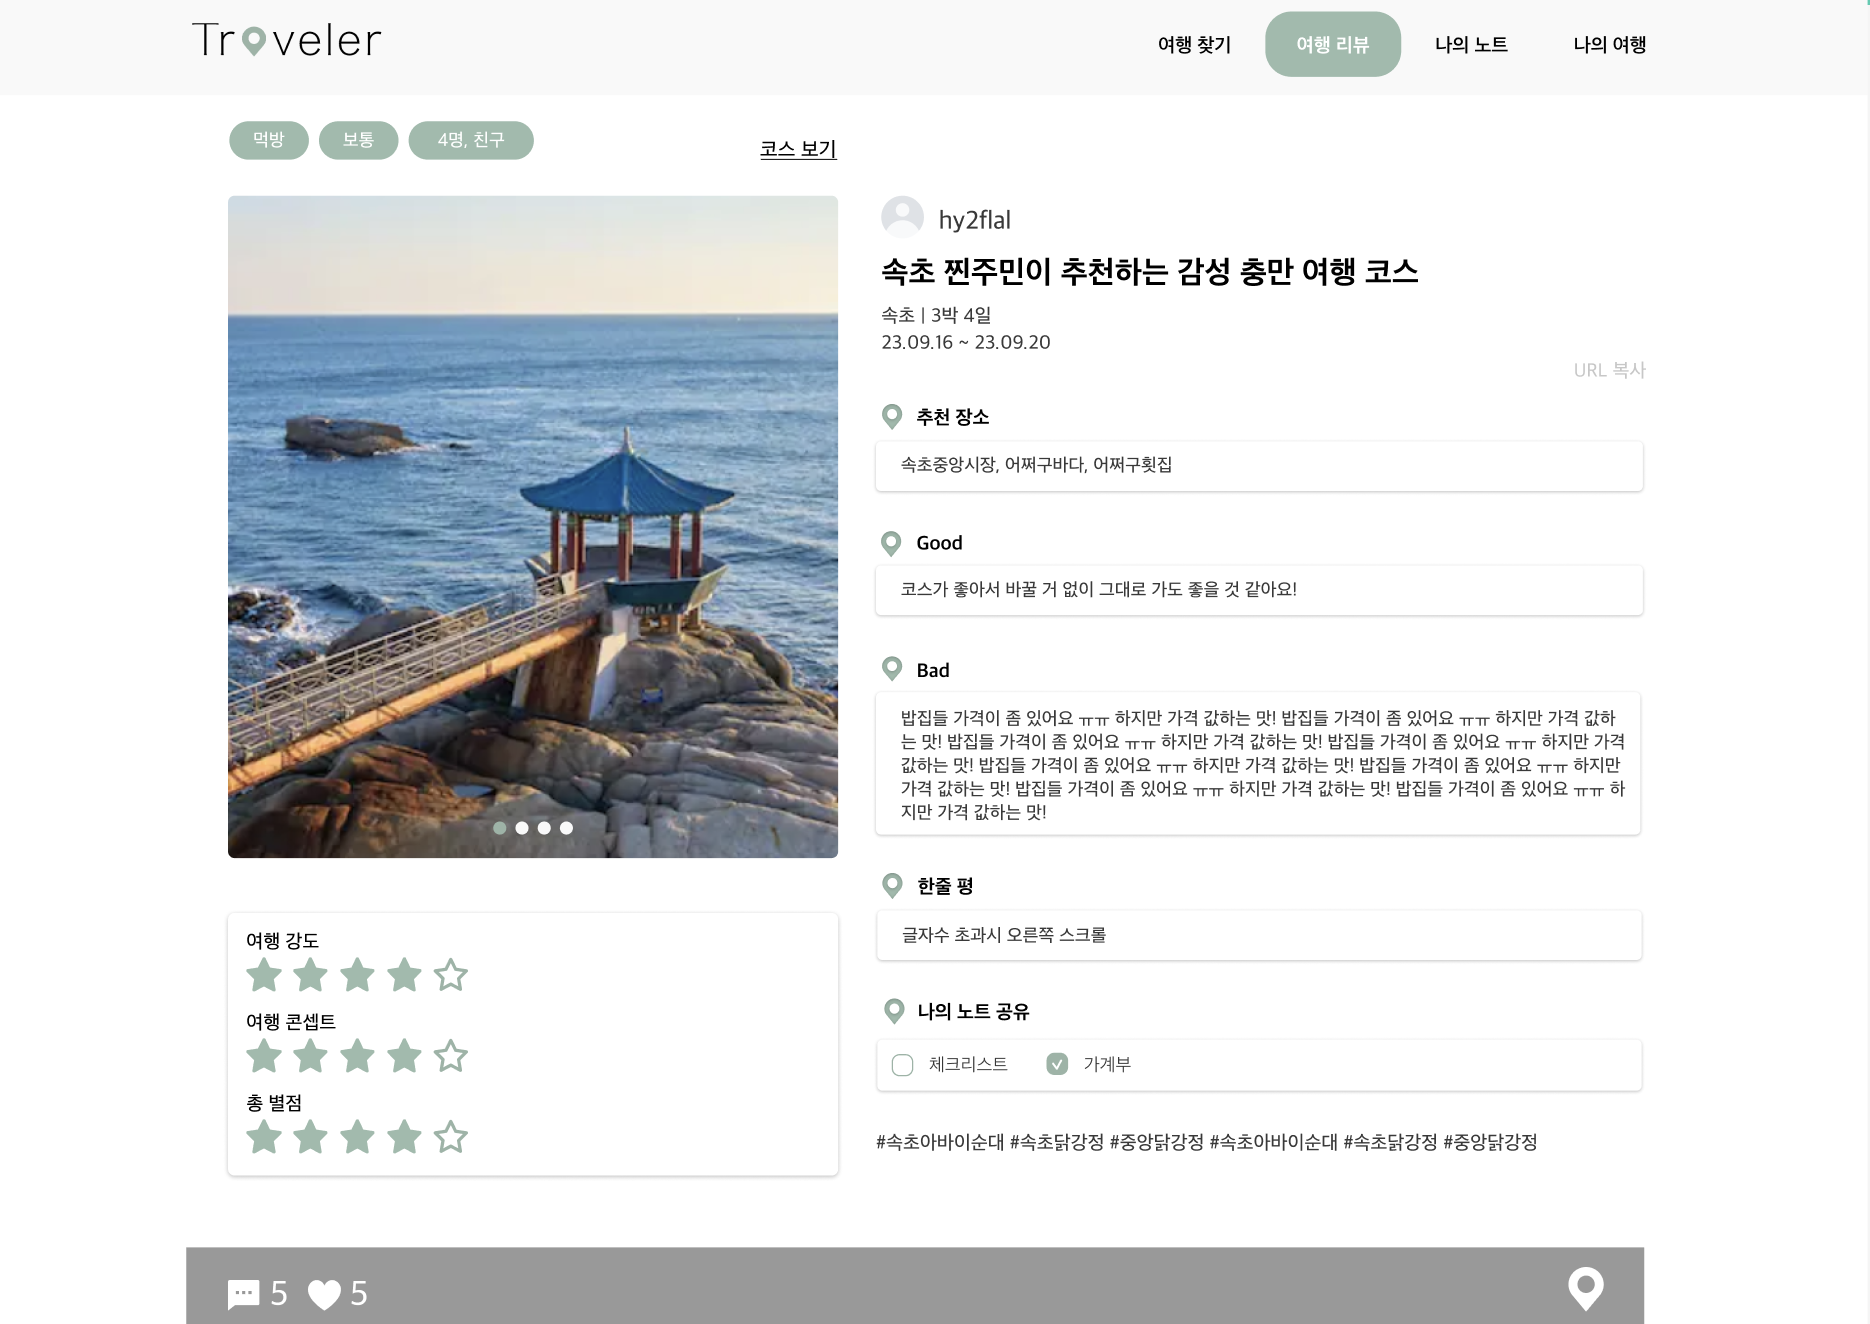 Troveler
여행 찾기
여행 리뷰
나의 노트
나의 여행
먹방
보통
4명, 친구
코스 보기
hy2flal
속초 찐주민이 추천하는 감성 충만 여행 코스
속초 | 3박 4일
23.09.16 ~ 23.09.20
URL 복사
추천 장소
속초중앙시장, 어쩌구바다, 어쩌구횟집
Good
코스가 좋아서 바꿀 거 없이 그대로 가도 좋을 것 같아요!
Bad
밥집들 가격이 좀 있어요 ㅠㅠ 하지만 가격 값하는 맛! 밥집들 가격이 좀 있어요 ㅠㅠ 하지만 가격 값하
는 맛! 밥집들 가격이 좀 있어요 ㅠㅠ 하지만 가격 값하는 맛! 밥집들 가격이 좀 있어요 ㅠㅠ 하지만 가격
값하는 맛! 밥집들 가격이 좀 있어요 ㅠㅠ 하지만 가격 값하는 맛! 밥집들 가격이 좀 있어요 ㅠㅠ 하지만
가격 값하는 맛! 밥집들 가격이 좀 있어요 ㅠㅠ 하지만 가격 값하는 맛! 밥집들 가격이 좀 있어요 ㅠㅠ 하
지만 가격 값하는 맛!
한줄 평
글자수 초과시 오른쪽 스크롤
나의 노트 공유
체크리스트
가계부
#속초아바이순대 #속초닭강정 #중앙닭강정 #속초아바이순대 #속초닭강정 #중앙닭강정
여행 강도
여행 콘셉트
총 별점
5
5